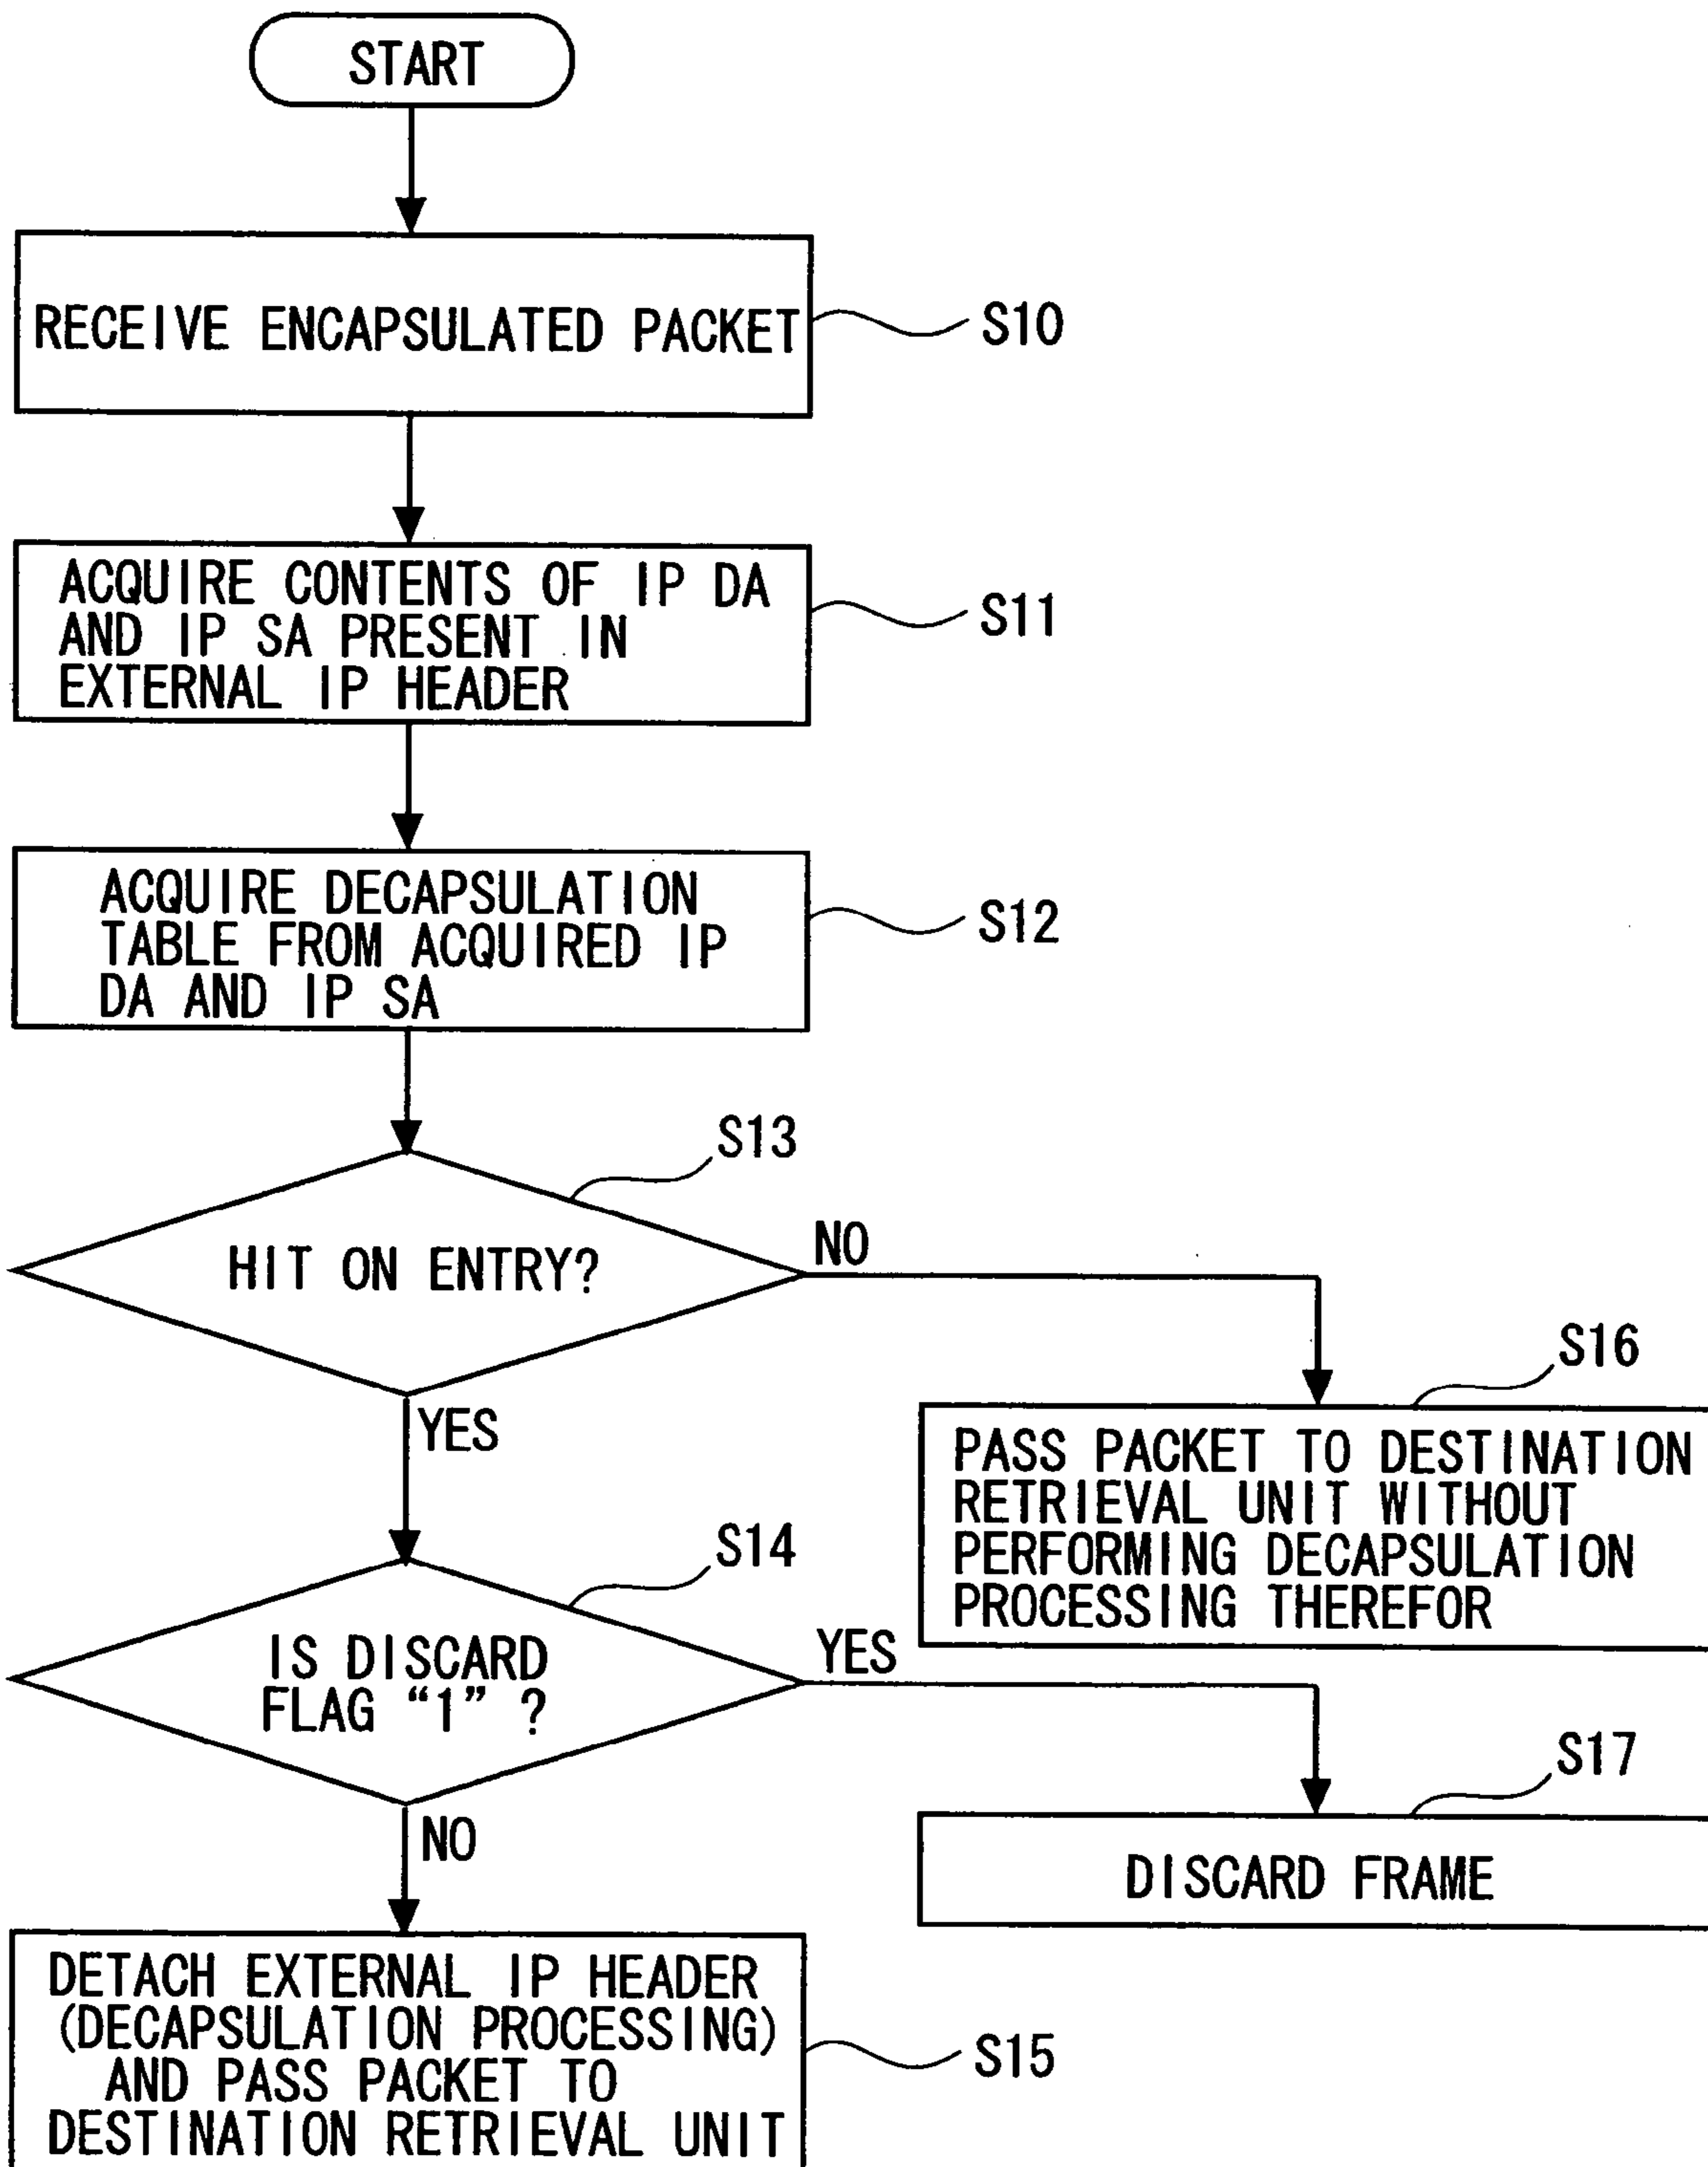 START
RECEIVE ENCAPSULATED PACKET
S10
ACQUIRE CONTENTS OF IP DA
AND IP SA PRESENT IN
EXTERNAL IP HEADER
S11
ACQUIRE DECAPSULATION
TABLE FROM ACQUIRED IP
DA AND IP SA
S12
S13
HIT ON ENTRY?
NO
YES
S16
PASS PACKET TO DESTINATION
RETRIEVAL UNIT WITHOUT
PERFORMING DECAPSULATION
PROCESSING THEREFOR
S14
IS DISCARD
FLAG “1” ?
YES
NO
S17
DISCARD FRAME
DETACH EXTERNAL IP HEADER
(DECAPSULATION PROCESSING)
AND PASS PACKET TO
DESTINATION RETRIEVAL UNIT
S15